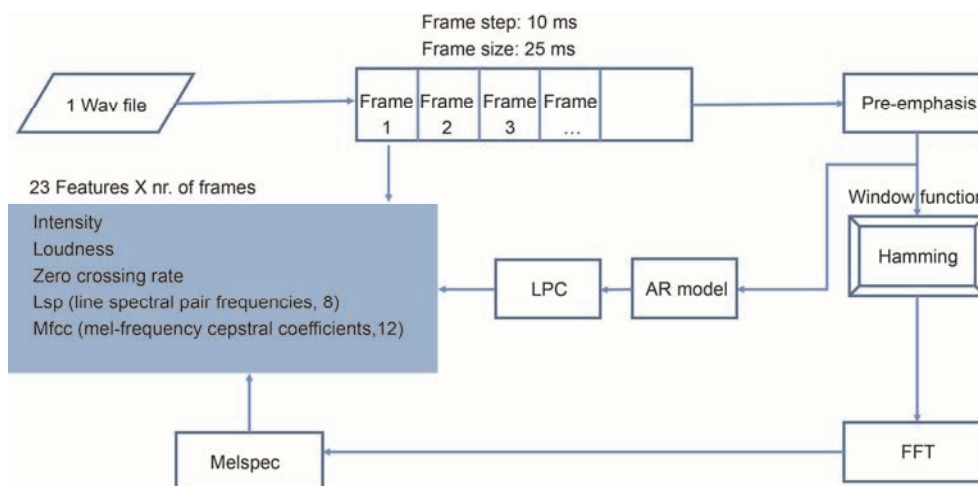 Frame step: 10 ms
Frame size: 25 ms
1 Wav file
Frame 1
Frame 2
Frame 3
Frame ...
Pre-emphasis
23 Features X nr. of frames
Intensity
Loudness
Zero crossing rate
Lsp (line spectral pair frequencies, 8)
Mfcc (mel-frequency cepstral coefficients,12)
LPC
AR model
Window function
Hamming
Melspec
FFT